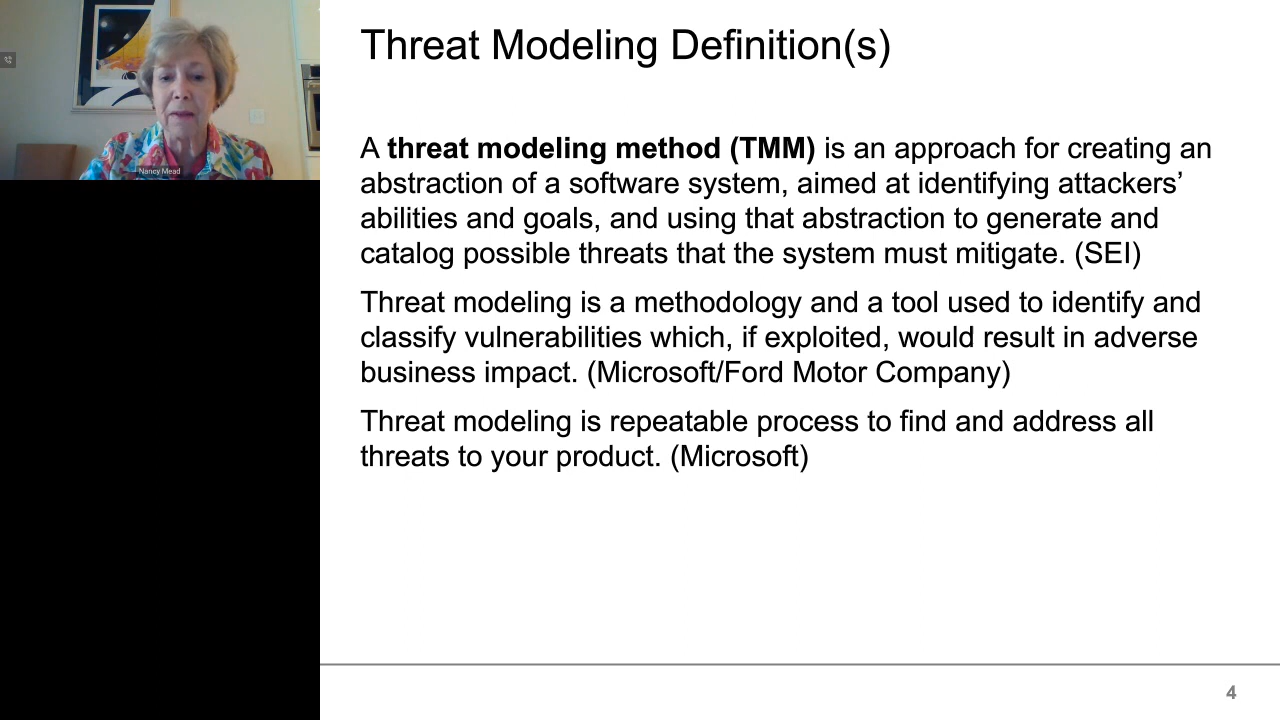 Nancy Mead
Threat Modeling Definition(s)
A threat modeling method (TMM) is an approach for creating an
abstraction of a software system, aimed at identifying attackers’
abilities and goals, and using that abstraction to generate and
catalog possible threats that the system must mitigate. (SEI)
Threat modeling is a methodology and a tool used to identify and
classify vulnerabilities which, if exploited, would result in adverse
business impact. (Microsoft/Ford Motor Company)
Threat modeling is repeatable process to find and address all
threats to your product. (Microsoft)
4